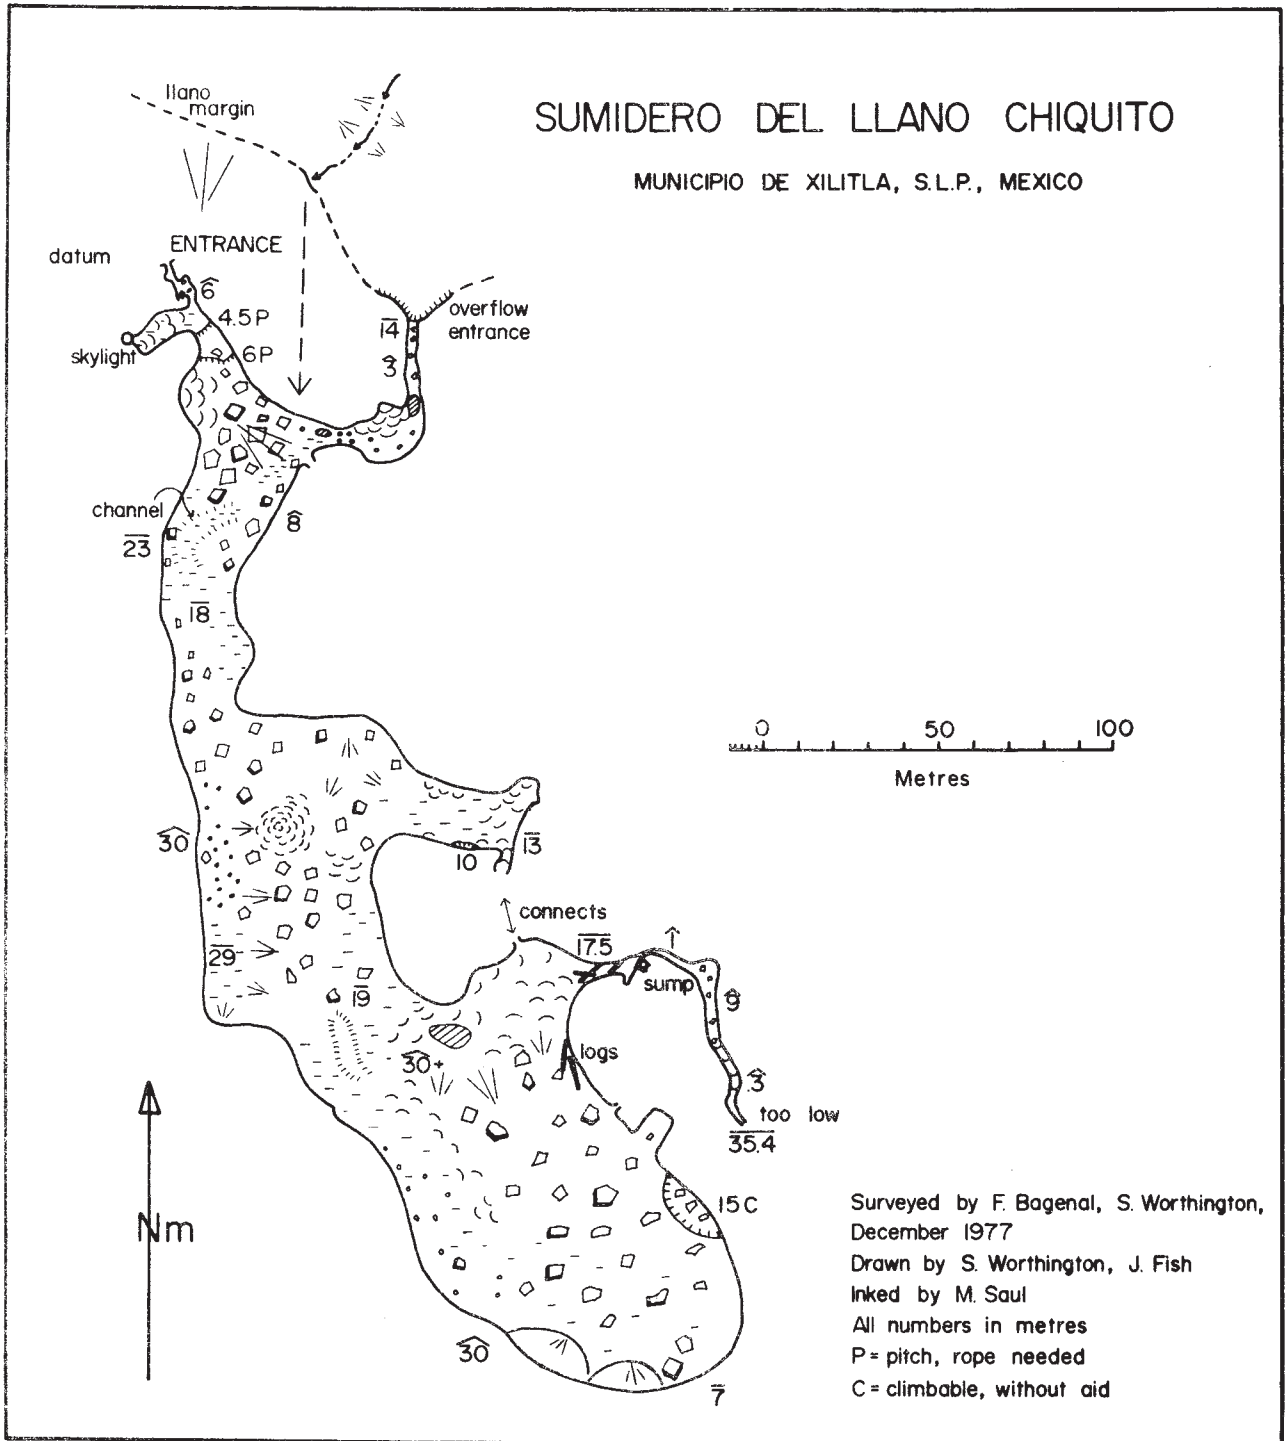 SUMIDERO DEL LLANO CHIQUITO
MUNICIPIO DE XILITLA, S.L.P., MEXICO
llano
margin
ENTRANCE
datum
6
4.5P
skylight
6P
overflow
entrance
14
3
channel
23
8
18
0 50 100
Metres
30
10
13
connects
17.5
sump
29
19
9
logs
30+
.3
too low
35.4
15C
Nm
30
7
Surveyed by F. Bagenal, S. Worthington,
December 1977
Drawn by S. Worthington, J. Fish
Inked by M. Saul
All numbers in metres
P = pitch, rope needed
C = climbable, without aid